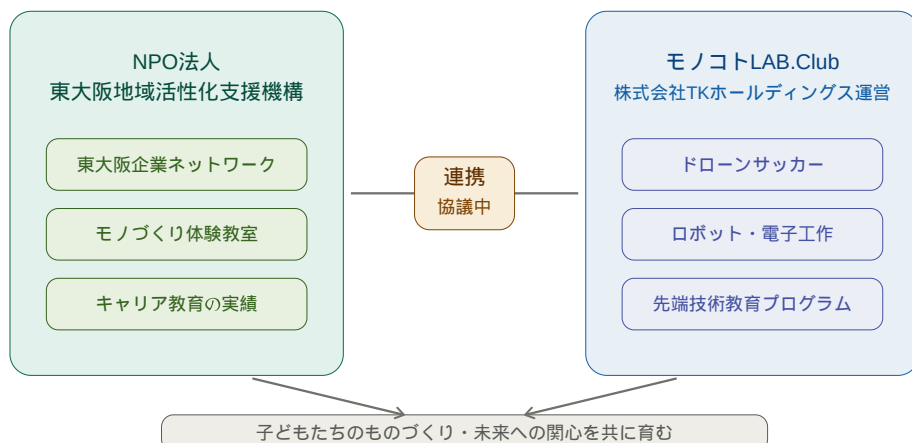 NPO法人
東大阪地域活性化支援機構
東大阪企業ネットワーク
モノづくり体験教室
キャリア教育の実績
連携
協議中
モノコトLAB.Club
株式会社TKホールディングス運営
ドローンサッカー
ロボット・電子工作
先端技術教育プログラム
子どもたちのものづくり・未来への関心を共に育む